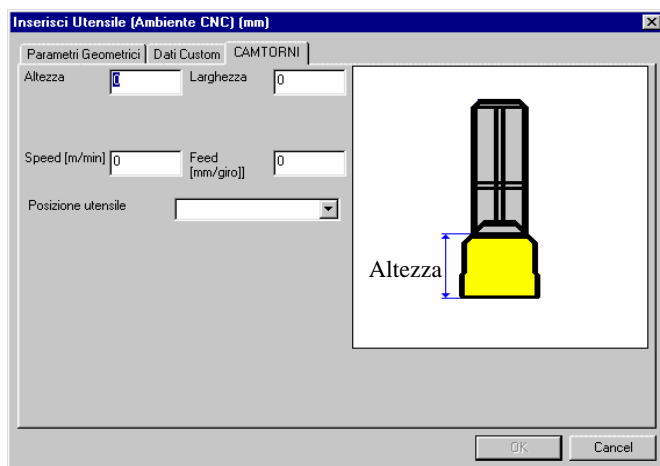 Inserisci Utensile (Ambiente CNC) (mm)
Parametri Geometrici Dati Custom CAMTORNI
Altezza 0 Larghezza 0
Speed [m/min] 0 Feed 0
[mm/giro]]
Posizione utensile
Altezza
OK Cancel